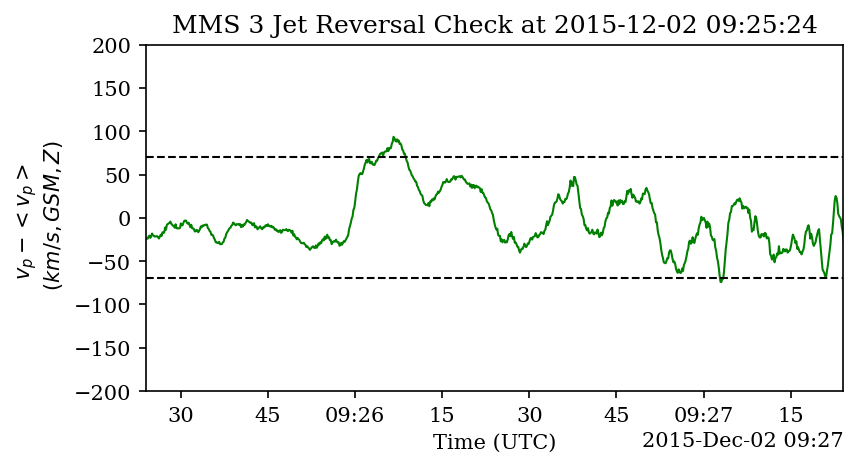 MMS 3 Jet Reversal Check at 2015-12-02 09:25:24
200
150
100
50
0
−50
−100
−150
−200
v_p − < v_p >
(km/s, GSM, Z)
30 45 09:26 15 30 45 09:27 15
Time (UTC)
2015-Dec-02 09:27